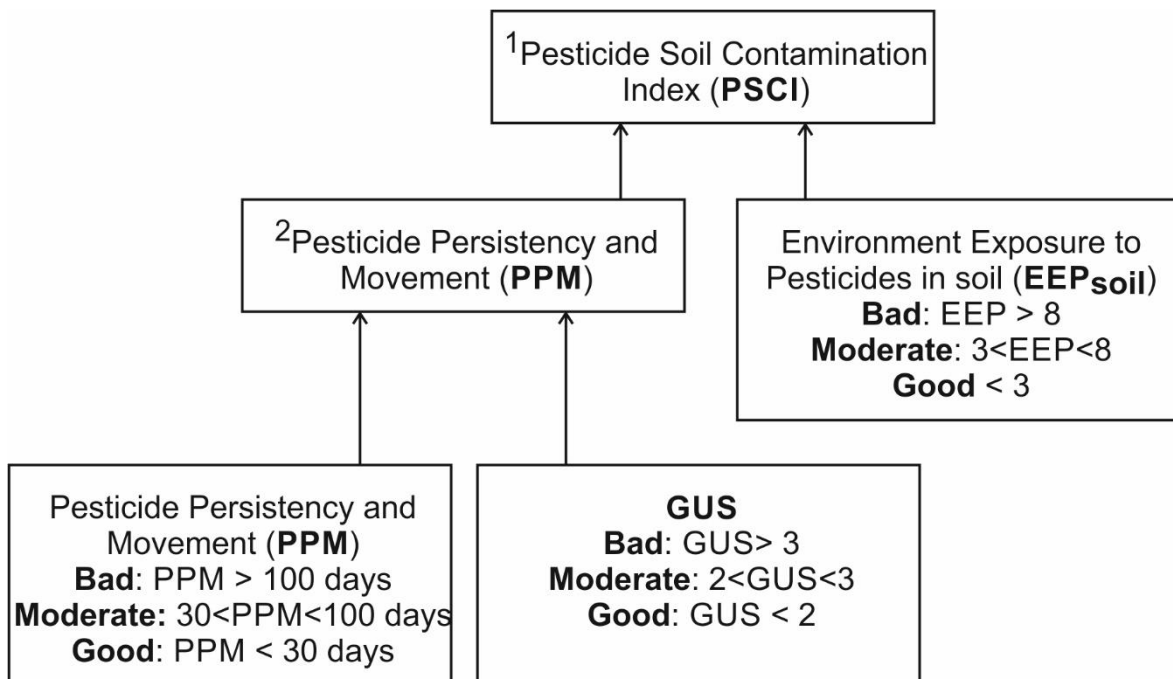 1Pesticide Soil Contamination
Index (PSCI)
2Pesticide Persistency and
Movement (PPM)
Environment Exposure to
Pesticides in soil (EEPsoil)
Bad: EEP > 8
Moderate: 3<EEP<8
Good < 3
Pesticide Persistency and
Movement (PPM)
Bad: PPM > 100 days
Moderate: 30<PPM<100 days
Good: PPM < 30 days
GUS
Bad: GUS> 3
Moderate: 2<GUS<3
Good: GUS < 2